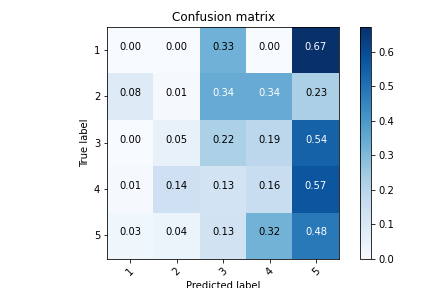 Confusion matrix
1 0.00 0.00 0.33 0.00 0.67
2 0.08 0.01 0.34 0.34 0.23
3 0.00 0.05 0.22 0.19 0.54
4 0.01 0.14 0.13 0.16 0.57
5 0.03 0.04 0.13 0.32 0.48
1 2 3 4 5
True label
Predicted label
0.6
0.5
0.4
0.3
0.2
0.1
0.0